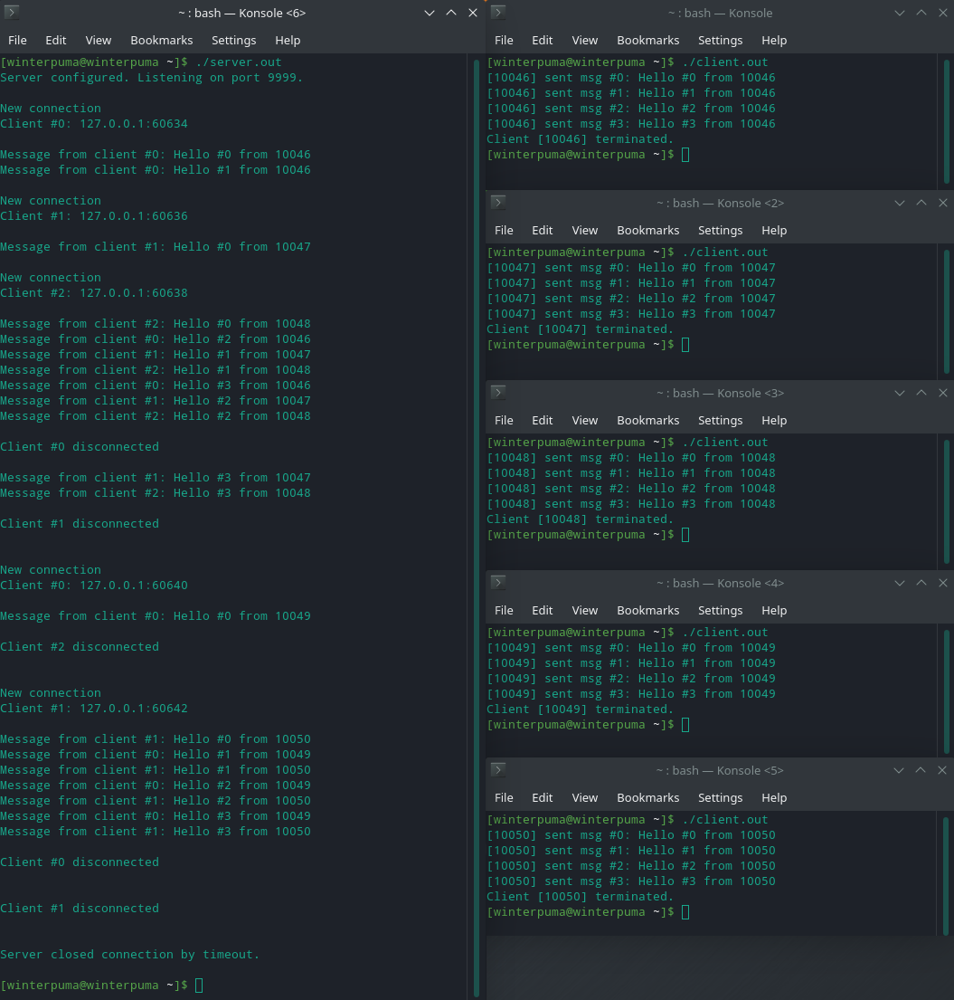 ~ : bash — Konsole <6>
File Edit View Bookmarks Settings Help
[winterpuma@winterpuma ~]$ ./server.out
Server configured. Listening on port 9999.
New connection
Client #0: 127.0.0.1:60634
Message from client #0: Hello #0 from 10046
Message from client #0: Hello #1 from 10046
New connection
Client #1: 127.0.0.1:60636
Message from client #1: Hello #0 from 10047
New connection
Client #2: 127.0.0.1:60638
Message from client #2: Hello #0 from 10048
Message from client #0: Hello #2 from 10046
Message from client #1: Hello #1 from 10047
Message from client #2: Hello #1 from 10048
Message from client #0: Hello #3 from 10046
Message from client #1: Hello #2 from 10047
Message from client #2: Hello #2 from 10048
Client #0 disconnected
Message from client #1: Hello #3 from 10047
Message from client #2: Hello #3 from 10048
Client #1 disconnected
New connection
Client #0: 127.0.0.1:60640
Message from client #0: Hello #0 from 10049
Client #2 disconnected
New connection
Client #1: 127.0.0.1:60642
Message from client #1: Hello #0 from 10050
Message from client #0: Hello #1 from 10049
Message from client #1: Hello #1 from 10050
Message from client #0: Hello #2 from 10049
Message from client #1: Hello #2 from 10050
Message from client #0: Hello #3 from 10049
Message from client #1: Hello #3 from 10050
Client #0 disconnected
Client #1 disconnected
Server closed connection by timeout.
[winterpuma@winterpuma ~]$
~ : bash — Konsole
File Edit View Bookmarks Settings Help
[winterpuma@winterpuma ~]$ ./client.out
[10046] sent msg #0: Hello #0 from 10046
[10046] sent msg #1: Hello #1 from 10046
[10046] sent msg #2: Hello #2 from 10046
[10046] sent msg #3: Hello #3 from 10046
Client [10046] terminated.
[winterpuma@winterpuma ~]$
~ : bash — Konsole <2>
File Edit View Bookmarks Settings Help
[winterpuma@winterpuma ~]$ ./client.out
[10047] sent msg #0: Hello #0 from 10047
[10047] sent msg #1: Hello #1 from 10047
[10047] sent msg #2: Hello #2 from 10047
[10047] sent msg #3: Hello #3 from 10047
Client [10047] terminated.
[winterpuma@winterpuma ~]$
~ : bash — Konsole <3>
File Edit View Bookmarks Settings Help
[winterpuma@winterpuma ~]$ ./client.out
[10048] sent msg #0: Hello #0 from 10048
[10048] sent msg #1: Hello #1 from 10048
[10048] sent msg #2: Hello #2 from 10048
[10048] sent msg #3: Hello #3 from 10048
Client [10048] terminated.
[winterpuma@winterpuma ~]$
~ : bash — Konsole <4>
File Edit View Bookmarks Settings Help
[winterpuma@winterpuma ~]$ ./client.out
[10049] sent msg #0: Hello #0 from 10049
[10049] sent msg #1: Hello #1 from 10049
[10049] sent msg #2: Hello #2 from 10049
[10049] sent msg #3: Hello #3 from 10049
Client [10049] terminated.
[winterpuma@winterpuma ~]$
~ : bash — Konsole <5>
File Edit View Bookmarks Settings Help
[winterpuma@winterpuma ~]$ ./client.out
[10050] sent msg #0: Hello #0 from 10050
[10050] sent msg #1: Hello #1 from 10050
[10050] sent msg #2: Hello #2 from 10050
[10050] sent msg #3: Hello #3 from 10050
Client [10050] terminated.
[winterpuma@winterpuma ~]$